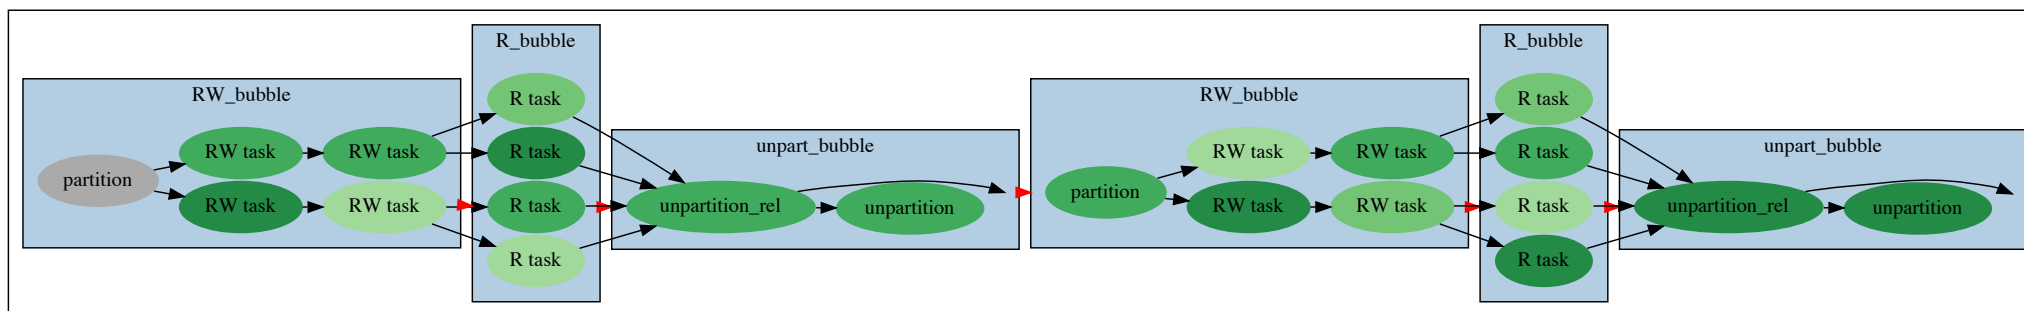 RW_bubble
partition
RW task
RW task
RW task
RW task
R_bubble
R task
R task
R task
R task
unpart_bubble
unpartition_rel
unpartition
RW_bubble
partition
RW task
RW task
RW task
RW task
R_bubble
R task
R task
R task
R task
unpart_bubble
unpartition_rel
unpartition